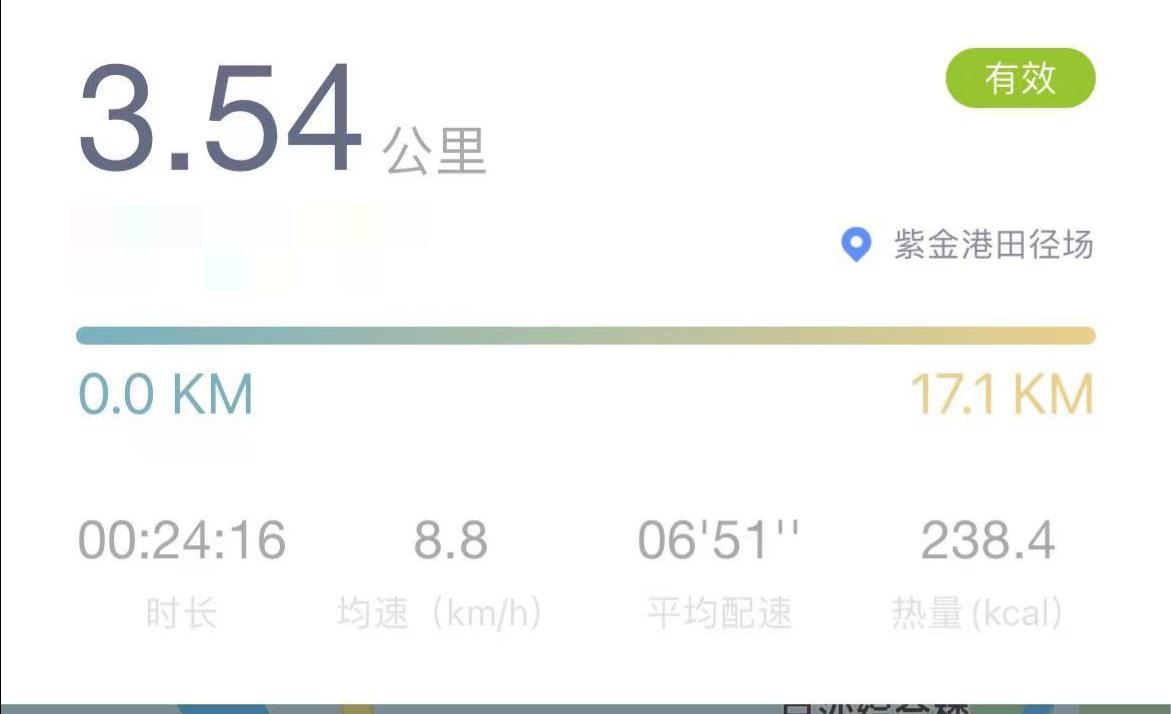 3.54 公里
有效
紫金港田径场
0.0 KM
17.1 KM
00:24:16 8.8 06'51'' 238.4
时长 均速（km/h） 平均配速 热量(kcal)